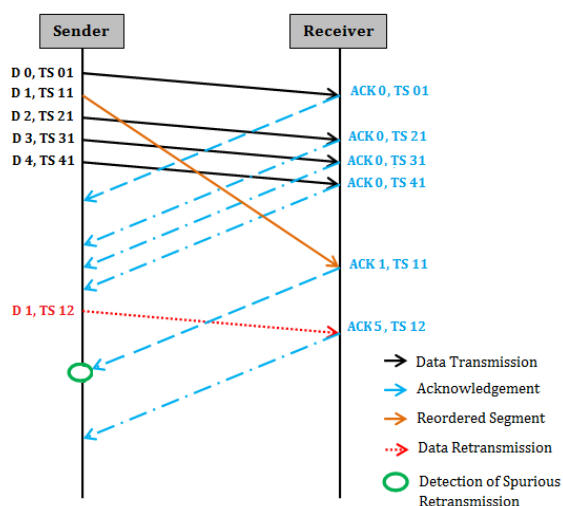 Sender
Receiver
D 0, TS 01
D 1, TS 11
D 2, TS 21
D 3, TS 31
D 4, TS 41
ACK 0, TS 01
ACK 0, TS 21
ACK 0, TS 31
ACK 0, TS 41
ACK 1, TS 11
D 1, TS 12
ACK 5, TS 12
Data Transmission
Acknowledgement
Reordered Segment
Data Retransmission
Detection of Spurious
Retransmission